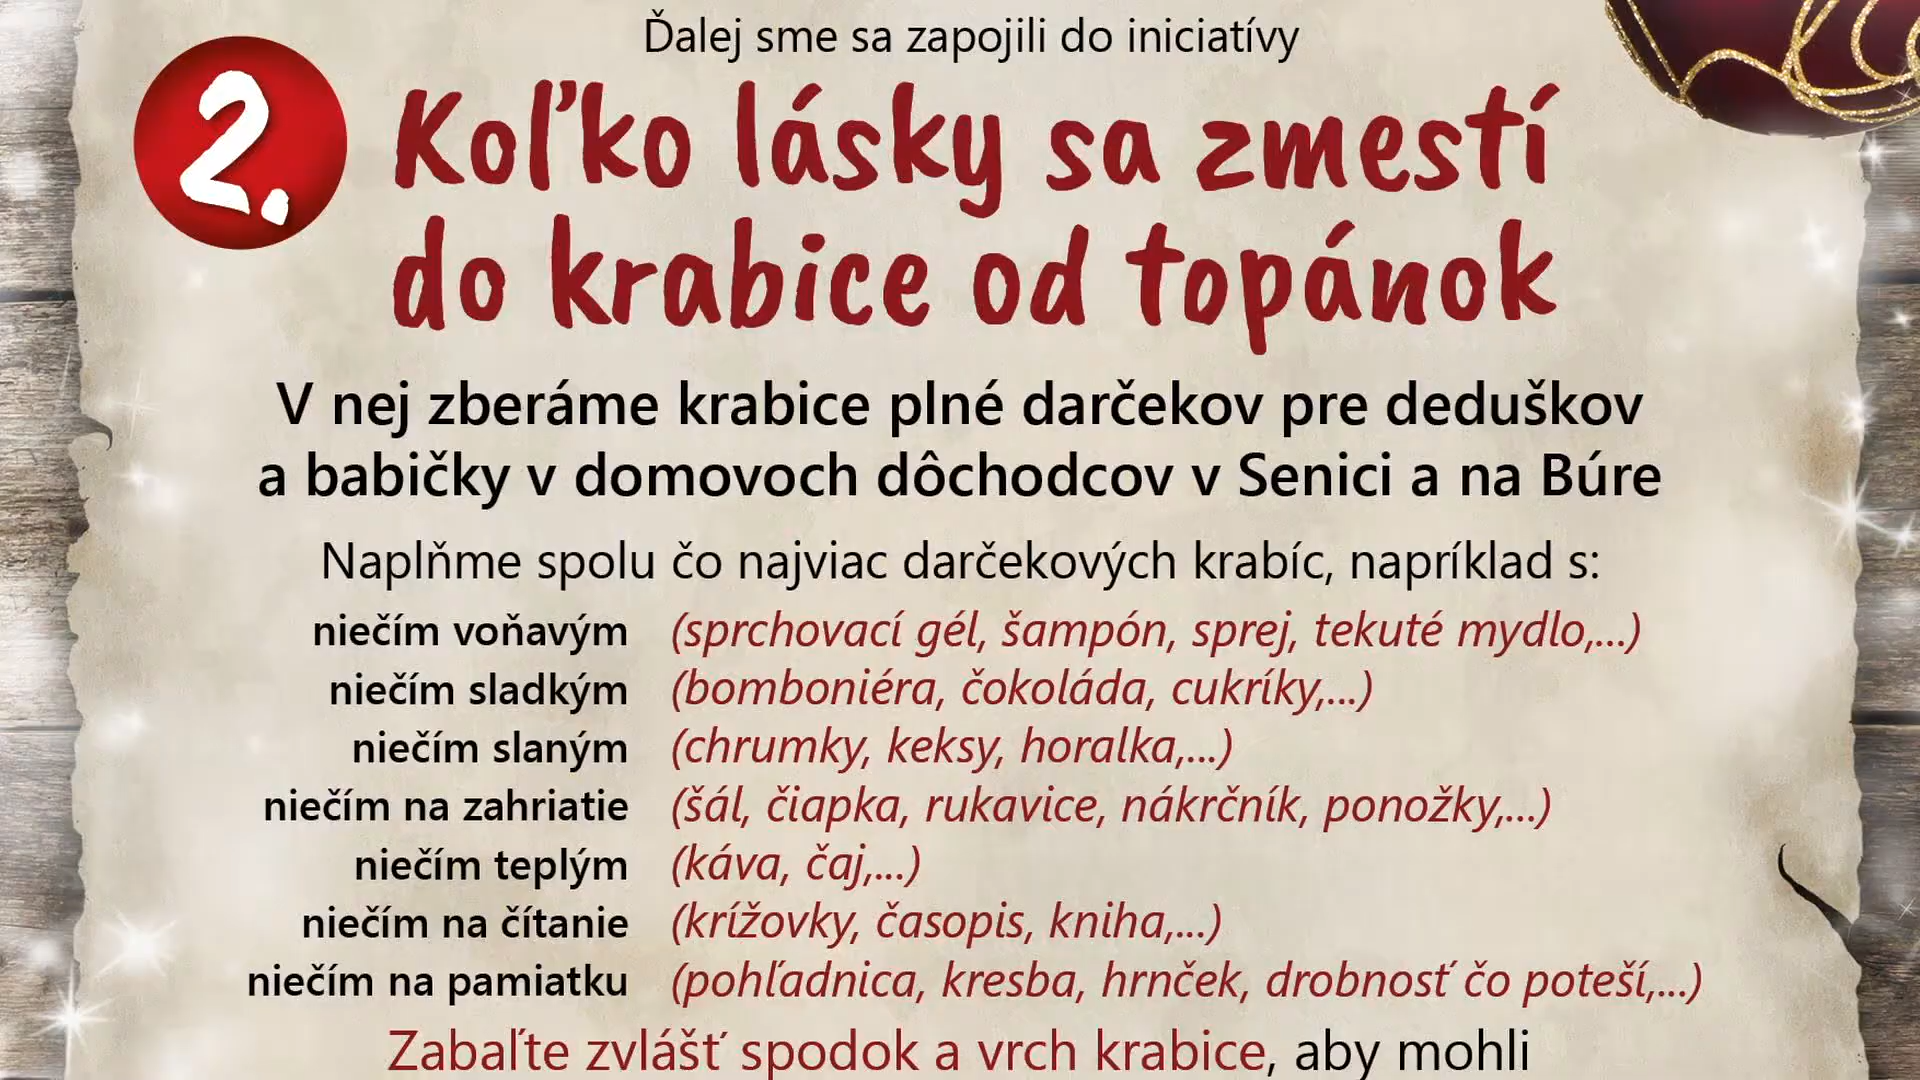 Ďalej sme sa zapojili do iniciatívy
2. Koľko lásky sa zmestí
do krabice od topánok
V nej zberáme krabice plné darčekov pre deduškov
a babičky v domovoch dôchodcov v Senici a na Búre
Naplňme spolu čo najviac darčekových krabíc, napríklad s:
niečím voňavým (sprchovací gél, šampón, sprej, tekuté mydlo,...)
niečím sladkým (bomboniéra, čokoláda, cukríky,...)
niečím slaným (chrumky, keksy, horalka,...)
niečím na zahriatie (šál, čiapka, rukavice, nákrčník, ponožky,...)
niečím teplým (káva, čaj,...)
niečím na čítanie (krížovky, časopis, kniha,...)
niečím na pamiatku (pohľadnica, kresba, hrnček, drobnosť čo poteší,...)
Zabaľte zvlášť spodok a vrch krabice, aby mohli